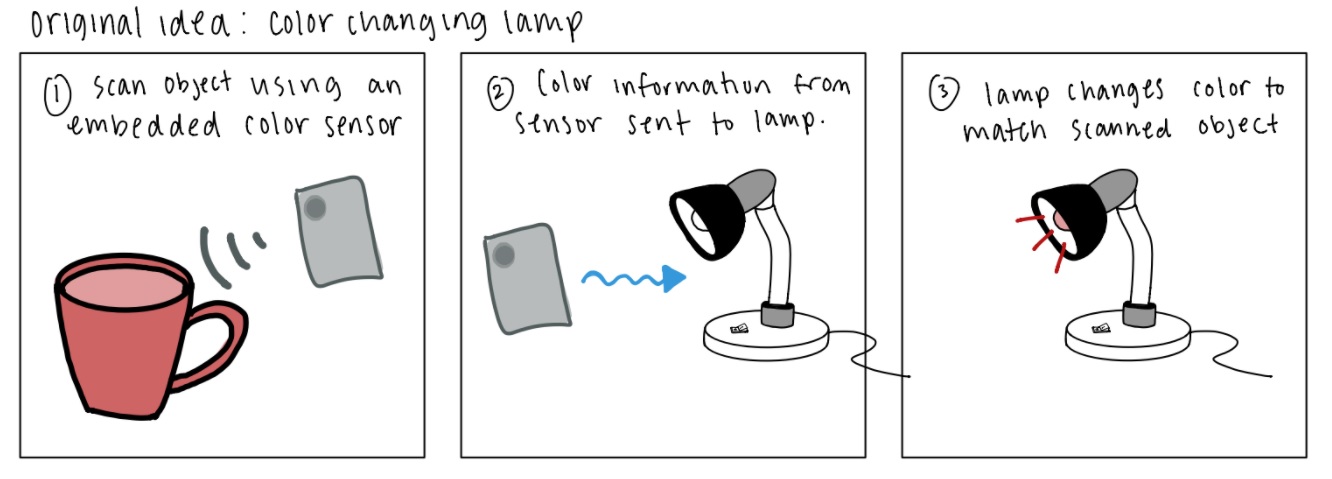 original idea: color changing lamp
① scan object using an
embedded color sensor
② Color information from
sensor sent to lamp.
③ lamp changes color to
match scanned object